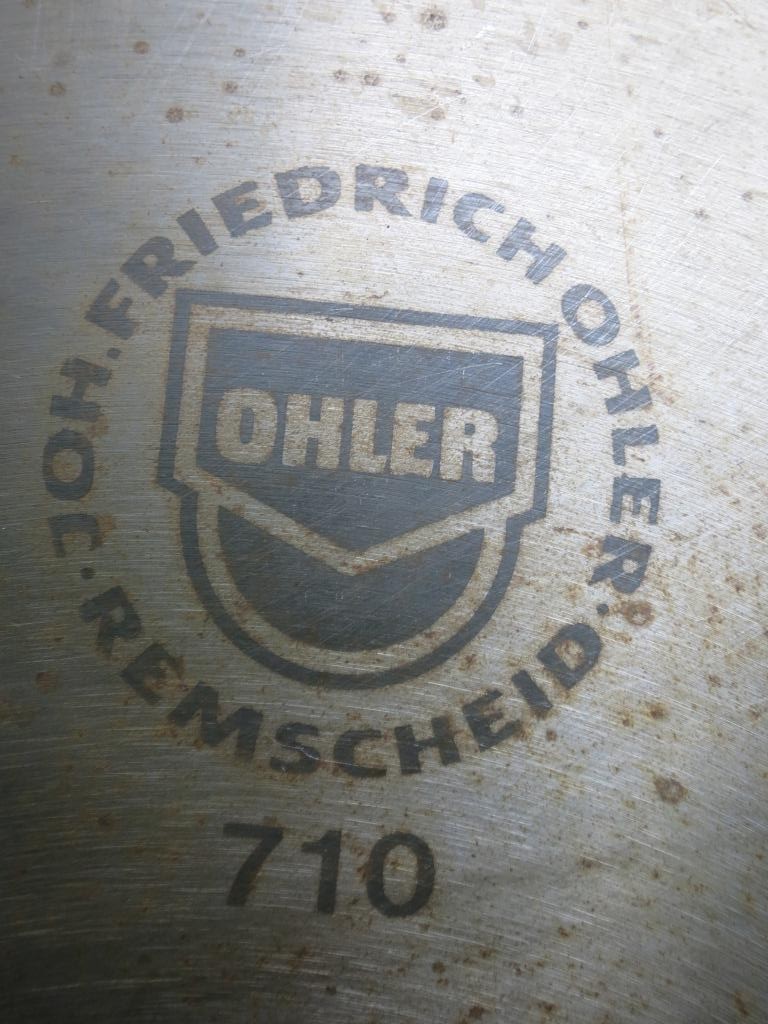 JOH. FRIEDRICH OHLER.
REMSCHEID.
OHLER
710